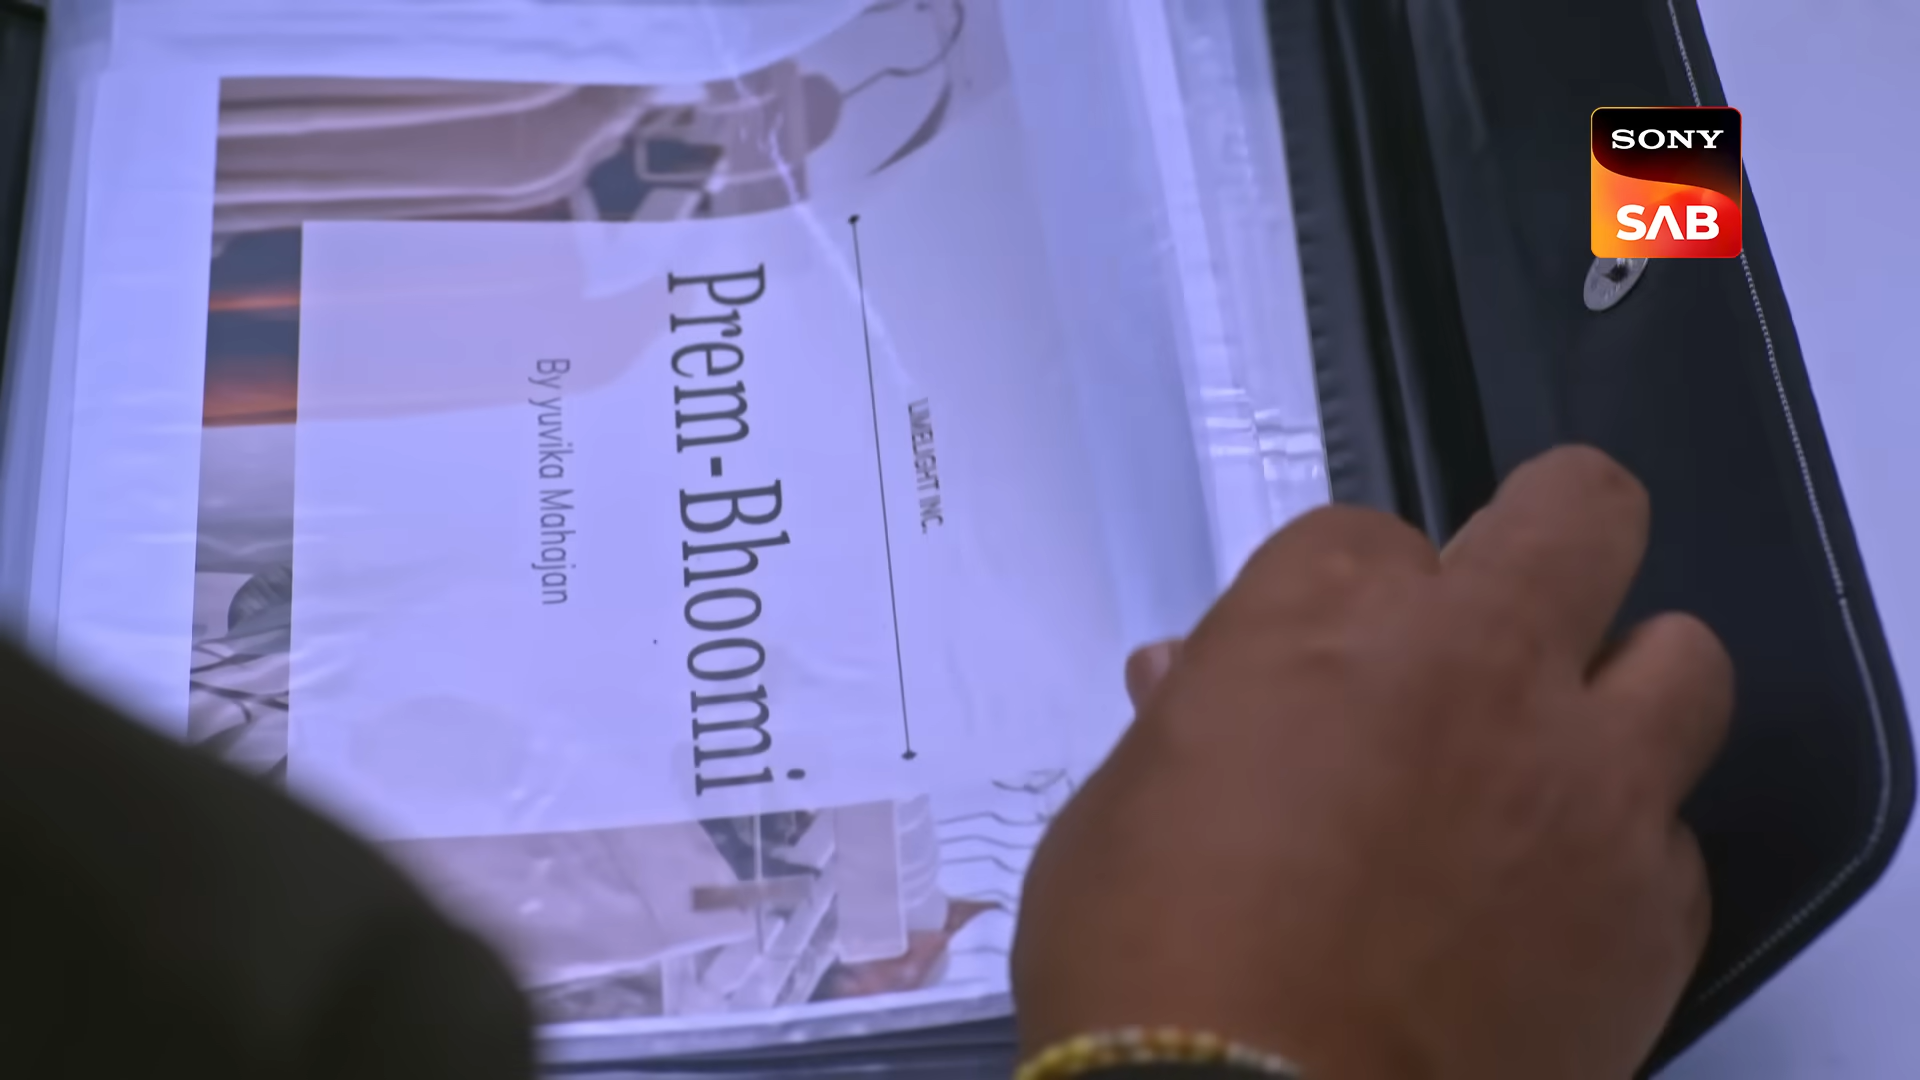 SONY
SAB
LIMELIGHT INC.
Prem-Bhoomi
By yuvika Mahajan